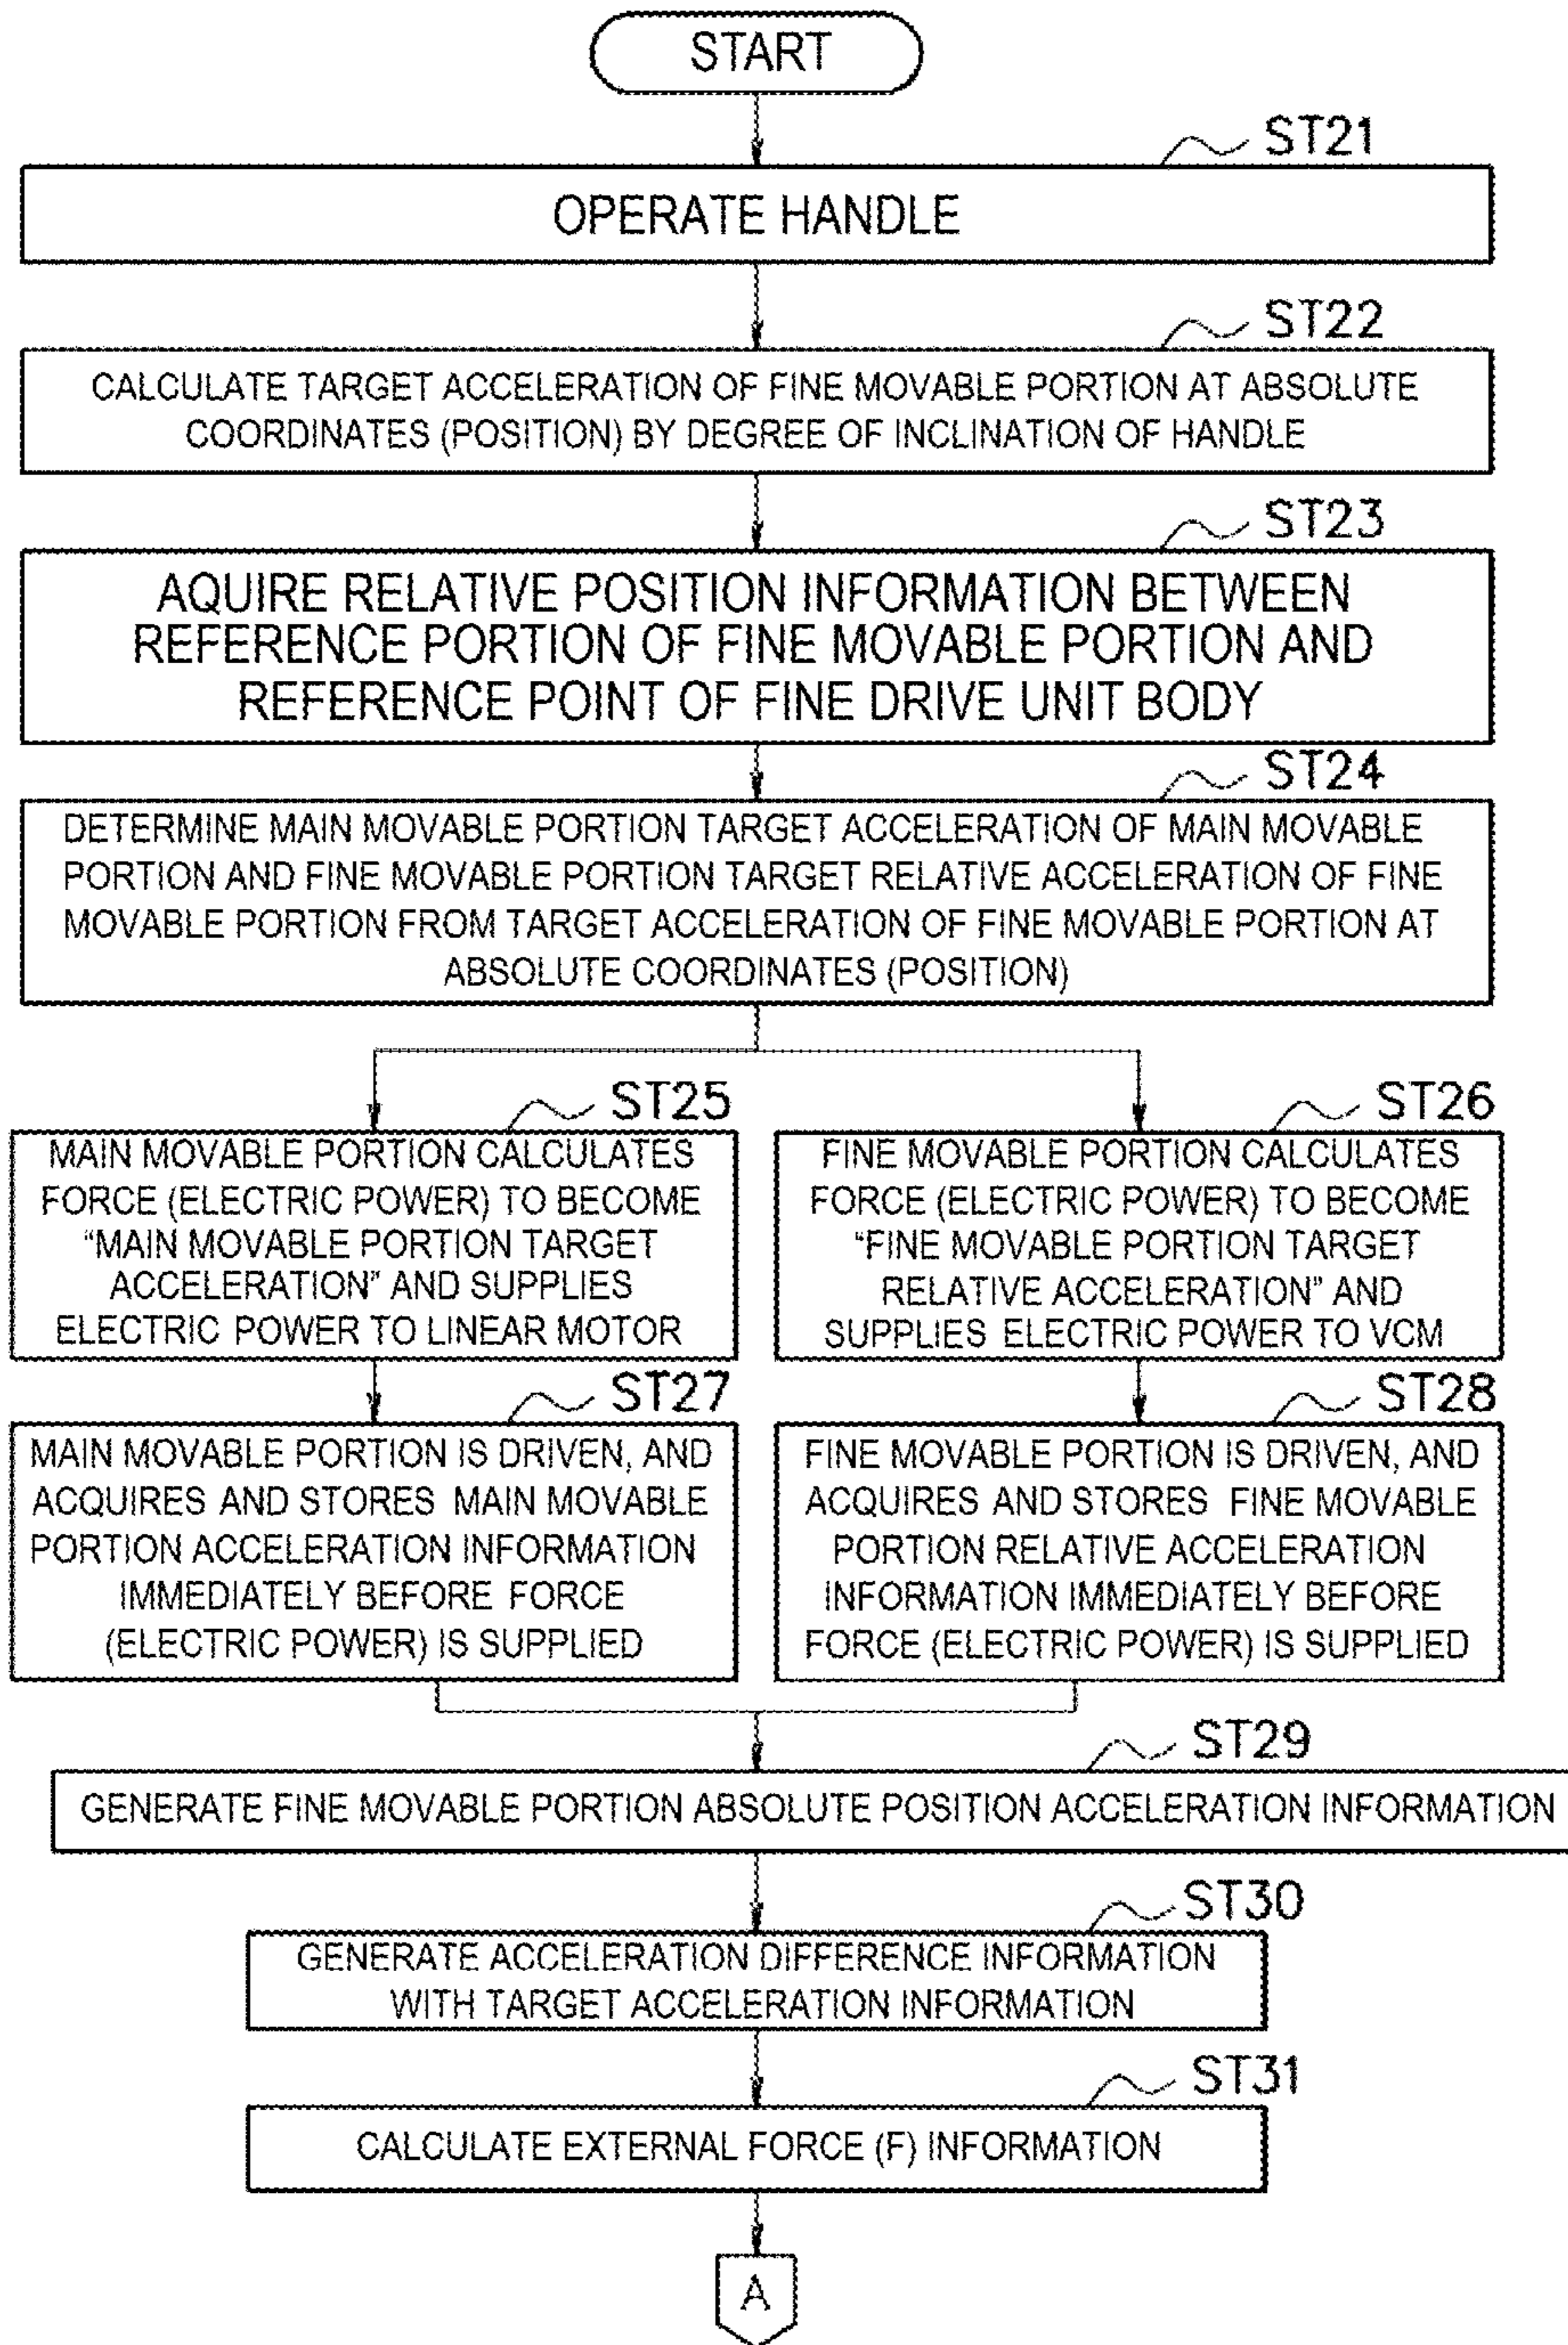 START
ST21
OPERATE HANDLE
ST22
CALCULATE TARGET ACCELERATION OF FINE MOVABLE PORTION AT ABSOLUTE
COORDINATES (POSITION) BY DEGREE OF INCLINATION OF HANDLE
ST23
AQUIRE RELATIVE POSITION INFORMATION BETWEEN
REFERENCE PORTION OF FINE MOVABLE PORTION AND
REFERENCE POINT OF FINE DRIVE UNIT BODY
ST24
DETERMINE MAIN MOVABLE PORTION TARGET ACCELERATION OF MAIN MOVABLE
PORTION AND FINE MOVABLE PORTION TARGET RELATIVE ACCELERATION OF FINE
MOVABLE PORTION FROM TARGET ACCELERATION OF FINE MOVABLE PORTION AT
ABSOLUTE COORDINATES (POSITION)
ST25
MAIN MOVABLE PORTION CALCULATES
FORCE (ELECTRIC POWER) TO BECOME
“MAIN MOVABLE PORTION TARGET
ACCELERATION” AND SUPPLIES
ELECTRIC POWER TO LINEAR MOTOR
ST26
FINE MOVABLE PORTION CALCULATES
FORCE (ELECTRIC POWER) TO BECOME
“FINE MOVABLE PORTION TARGET
RELATIVE ACCELERATION” AND
SUPPLIES ELECTRIC POWER TO VCM
ST27
MAIN MOVABLE PORTION IS DRIVEN, AND
ACQUIRES AND STORES MAIN MOVABLE
PORTION ACCELERATION INFORMATION
IMMEDIATELY BEFORE FORCE
(ELECTRIC POWER) IS SUPPLIED
ST28
FINE MOVABLE PORTION IS DRIVEN, AND
ACQUIRES AND STORES FINE MOVABLE
PORTION RELATIVE ACCELERATION
INFORMATION IMMEDIATELY BEFORE
FORCE (ELECTRIC POWER) IS SUPPLIED
ST29
GENERATE FINE MOVABLE PORTION ABSOLUTE POSITION ACCELERATION INFORMATION
ST30
GENERATE ACCELERATION DIFFERENCE INFORMATION
WITH TARGET ACCELERATION INFORMATION
ST31
CALCULATE EXTERNAL FORCE (F) INFORMATION
A